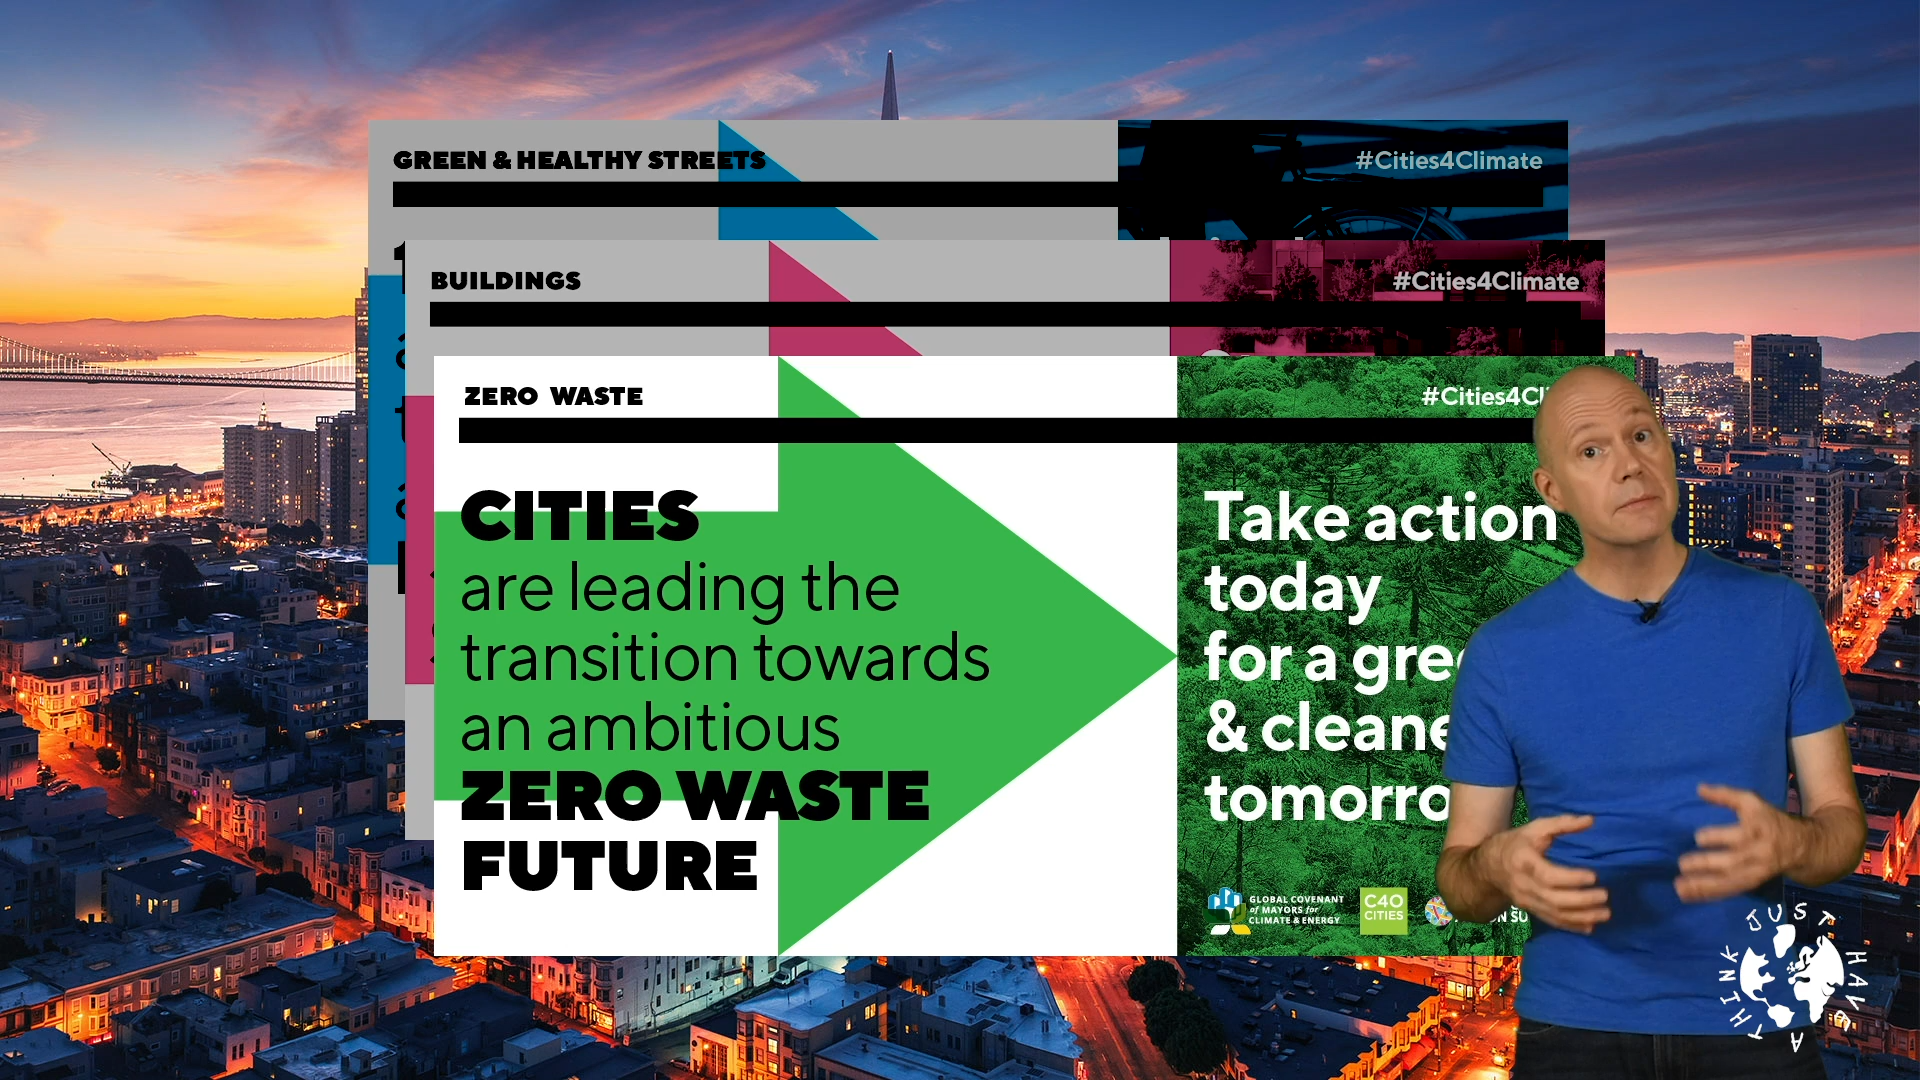 GREEN & HEALTHY STREETS
#Cities4Climate
BUILDINGS
#Cities4Climate
ZERO WASTE
#Cities4Cl
CITIES
are leading the
transition towards
an ambitious
ZERO WASTE
FUTURE
Take action
today
for a gre
& cleane
tomorro
GLOBAL COVENANT
of MAYORS for
CLIMATE & ENERGY
C40
CITIES
JUST HAVE A THINK